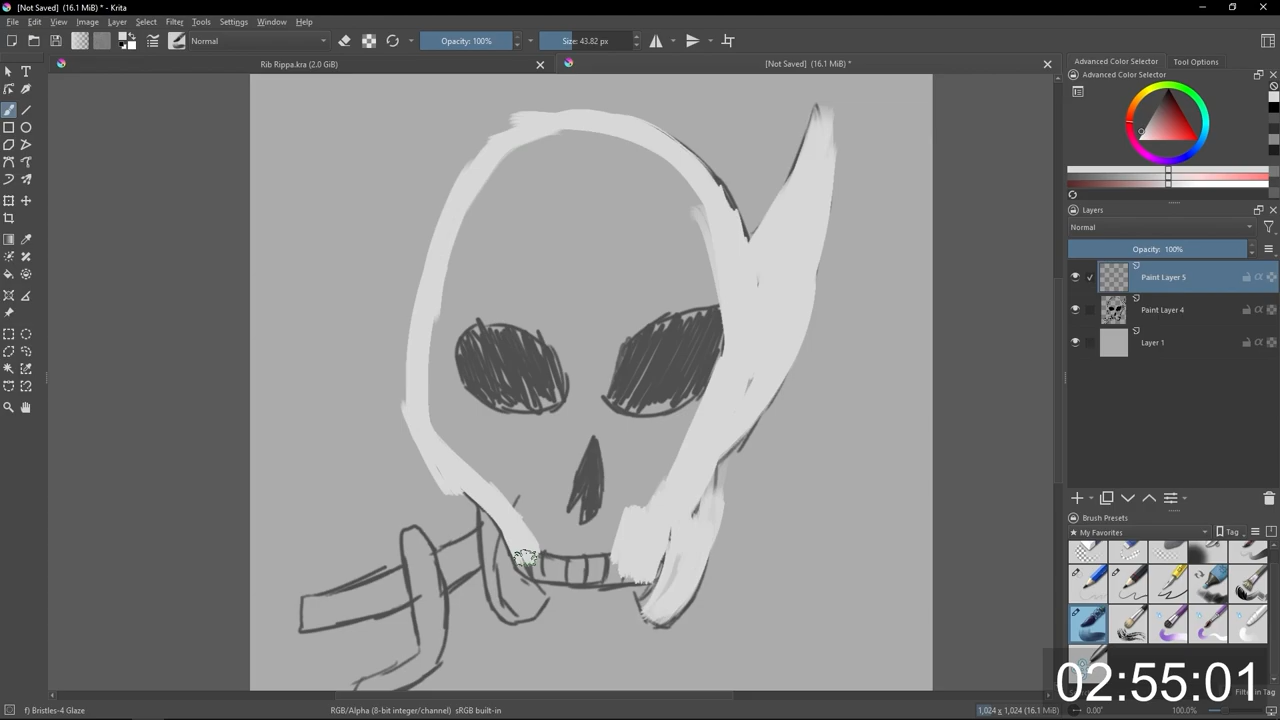 [Not Saved] (16.1 MiB) * - Krita
File Edit View Image Layer Select Filter Tools Settings Window Help
Normal Opacity: 100% Size: 43.82 px
Rib Rippa.kra (2.0 GiB) [Not Saved] (16.1 MiB) *
Advanced Color Selector Tool Options
Advanced Color Selector
Layers
Normal
Opacity: 100%
Paint Layer 5
Paint Layer 4
Layer 1
Brush Presets
My Favorites Tag
Filter in Tag
02:55:01
f) Bristles-4 Glaze RGB/Alpha (8-bit integer/channel) sRGB built-in 1,024 x 1,024 (16.1 MiB) 0.00° 100.0%